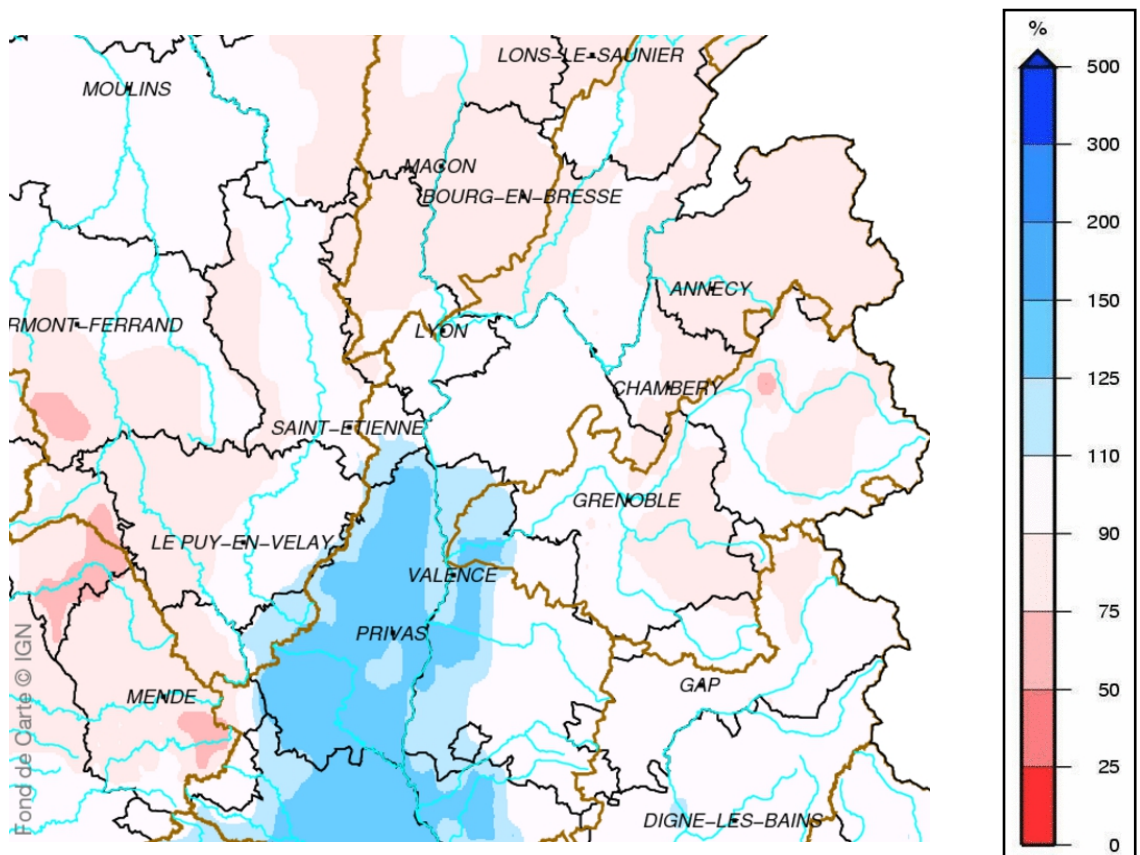 %
500
LONS-LE-SAUNIER
MOULINS
300
MACON
BOURG-EN-BRESSE
200
ANNECY
150
RMONT-FERRAND
LYON
125
CHAMBERY
SAINT-ETIENNE
110
GRENOBLE
90
LE PUY-EN-VELAY
VALENCE
75
PRIVAS
50
GAP
MENDE
25
DIGNE-LES-BAINS
0
Fond de Carte © IGN